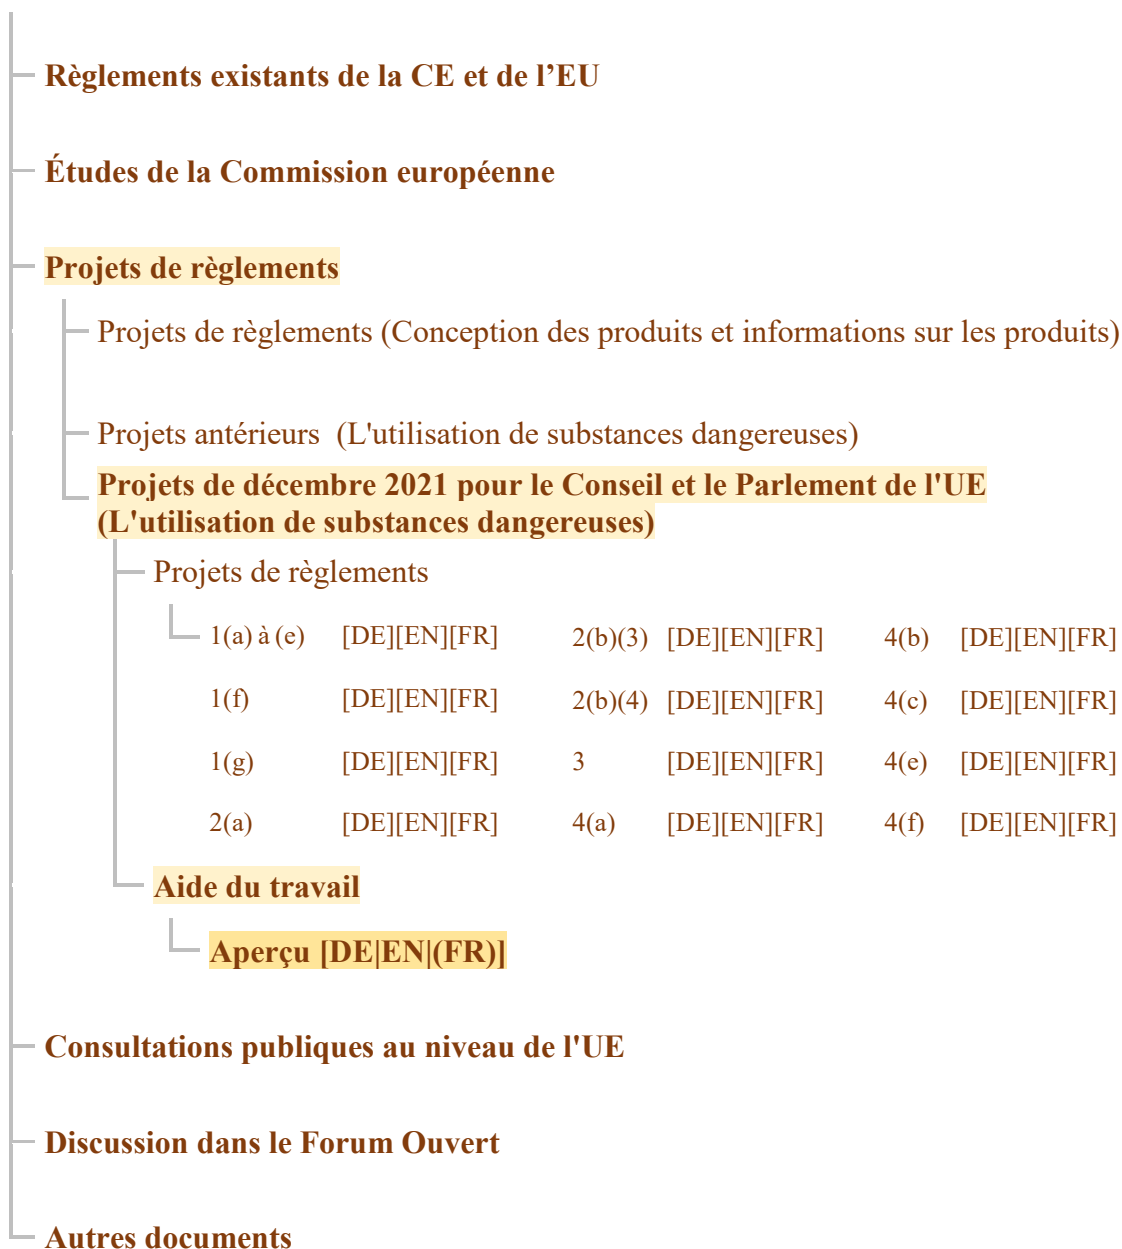 Règlements existants de la CE et de l’EU
Études de la Commission européenne
Projets de règlements
Projets de règlements (Conception des produits et informations sur les produits)
Projets antérieurs (L'utilisation de substances dangereuses)
Projets de décembre 2021 pour le Conseil et le Parlement de l'UE
(L'utilisation de substances dangereuses)
Projets de règlements
1(a) à (e) [DE][EN][FR] 2(b)(3) [DE][EN][FR] 4(b) [DE][EN][FR]
1(f) [DE][EN][FR] 2(b)(4) [DE][EN][FR] 4(c) [DE][EN][FR]
1(g) [DE][EN][FR] 3 [DE][EN][FR] 4(e) [DE][EN][FR]
2(a) [DE][EN][FR] 4(a) [DE][EN][FR] 4(f) [DE][EN][FR]
Aide du travail
Aperçu [DE|EN|(FR)]
Consultations publiques au niveau de l'UE
Discussion dans le Forum Ouvert
Autres documents